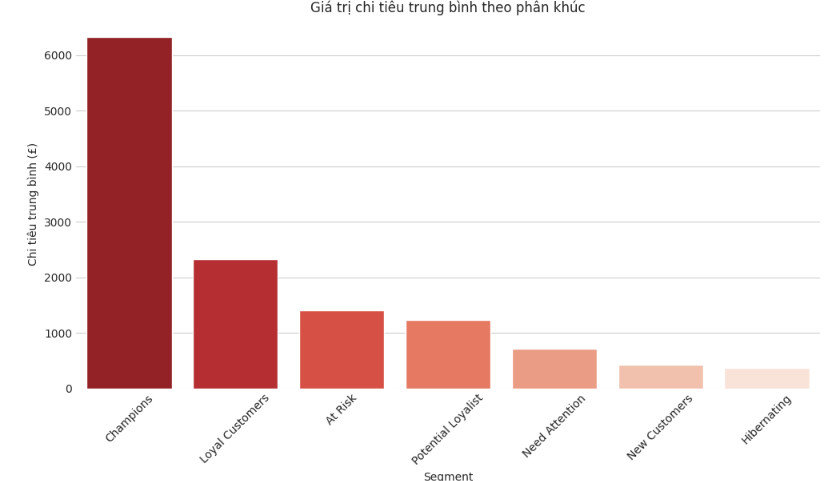 Giá trị chi tiêu trung bình theo phân khúc
Chi tiêu trung bình (£)
6000
5000
4000
3000
2000
1000
0
Champions
Loyal Customers
At Risk
Potential Loyalist
Need Attention
New Customers
Hibernating
Segment